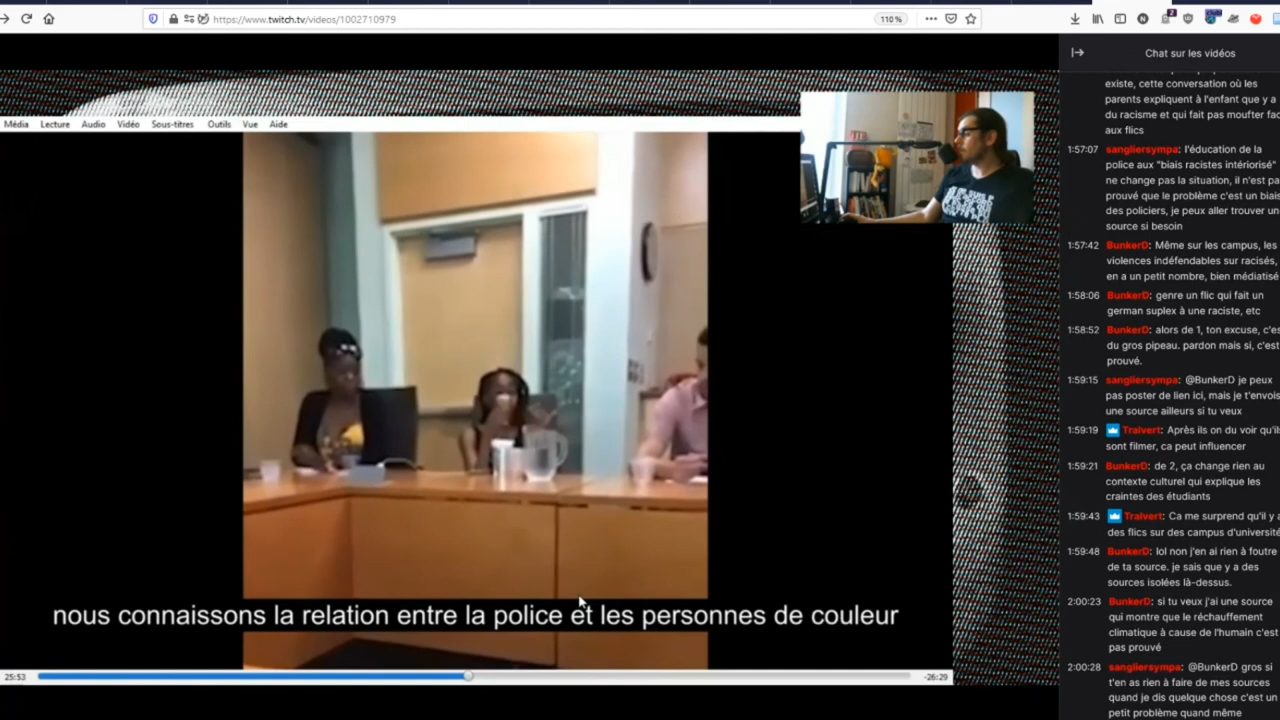 https://www.twitch.tv/videos/1002710979
110%
Chat sur les vidéos
Média Lecture Audio Vidéo Sous-titres Outils Vue Aide
nous connaissons la relation entre la police et les personnes de couleur
25:53
-26:29
existe, cette conversation où les
parents expliquent à l'enfant que y a
du racisme et qui fait pas moufter fac
aux flics
1:57:07 sangliersympa: l'éducation de la
police aux "biais racistes intériorisé"
ne change pas la situation, il n'est pa
prouvé que le problème c'est un biais
des policiers, je peux aller trouver un
source si besoin
1:57:42 BunkerD: Même sur les campus, les
violences indéfendables sur racisés,
en a un petit nombre, bien médiatisé
1:58:06 BunkerD: genre un flic qui fait un
german suplex à une raciste, etc
1:58:52 BunkerD: alors de 1, ton excuse, c'es
du gros pipeau. pardon mais si, c'est
prouvé.
1:59:15 sangliersympa: @BunkerD je peux
pas poster de lien ici, mais je t'envois
une source ailleurs si tu veux
1:59:19 Tralvert: Après ils on du voir qu'il
sont filmer, ca peut influencer
1:59:21 BunkerD: de 2, ça change rien au
contexte culturel qui explique les
craintes des étudiants
1:59:43 Tralvert: Ca me surprend qu'il y a
des flics sur des campus d'université
1:59:48 BunkerD: lol non j'en ai rien à foutre
de ta source. je sais que y a des
sources isolées là-dessus.
2:00:23 BunkerD: si tu veux j'ai une source
qui montre que le réchauffement
climatique à cause de l'humain c'est
pas prouvé
2:00:28 sangliersympa: @BunkerD gros si
t'en as rien à faire de mes sources
quand je dis quelque chose c'est un
petit problème quand même